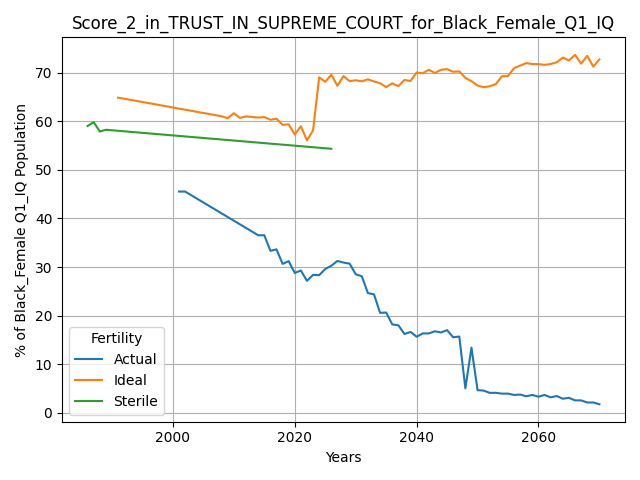 Score_2_in_TRUST_IN_SUPREME_COURT_for_Black_Female_Q1_IQ
% of Black_Female Q1_IQ Population
70
60
50
40
30
20
10
0
Fertility
Actual
Ideal
Sterile
2000 2020 2040 2060
Years